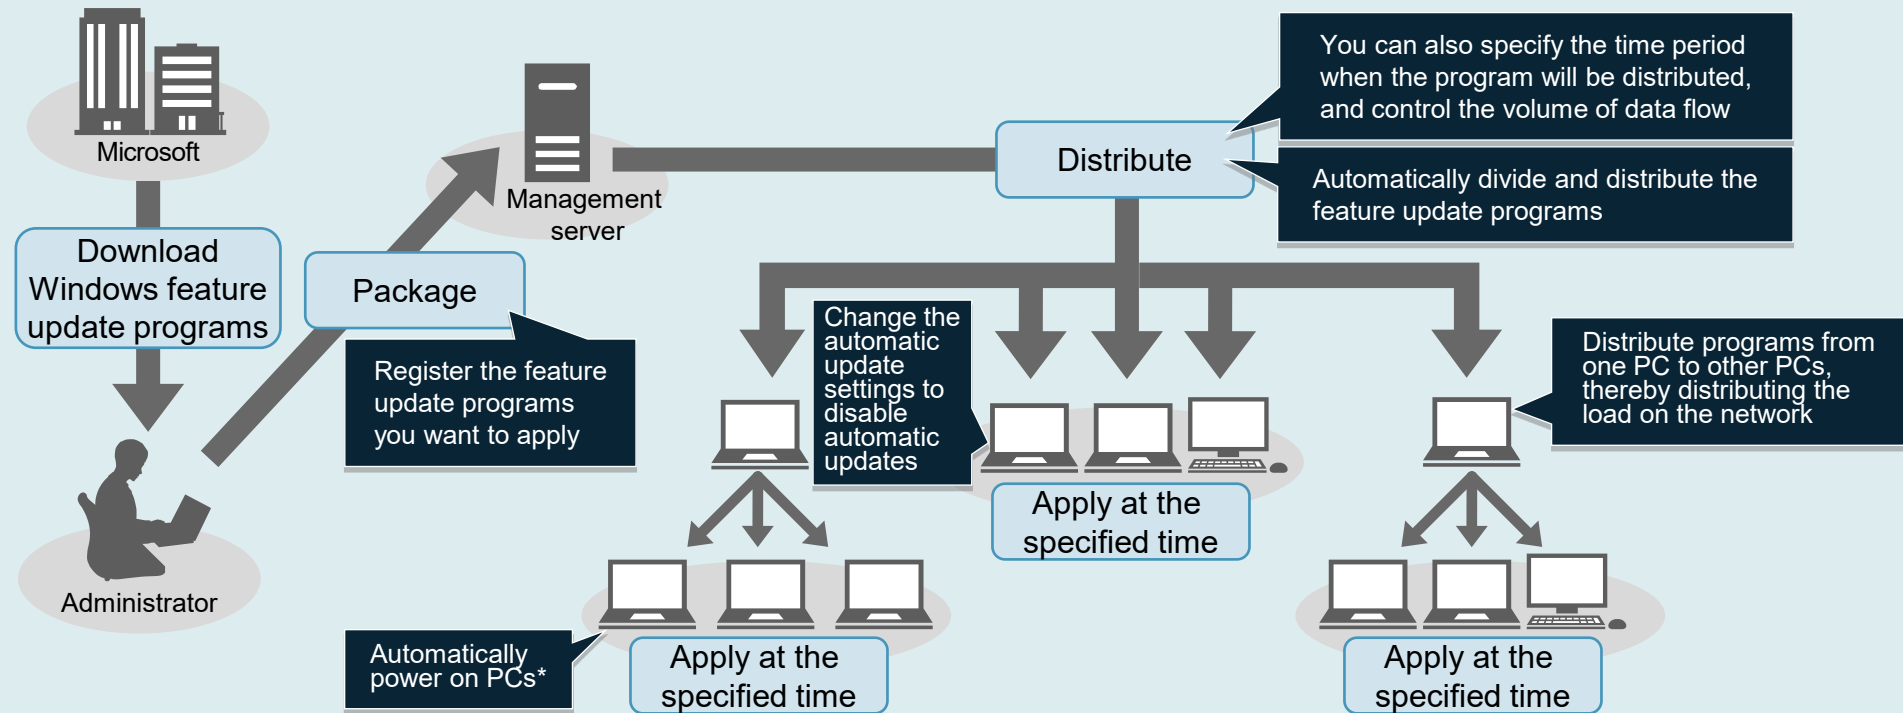 Microsoft
Download
Windows feature
update programs
Administrator
Package
Register the feature
update programs
you want to apply
Management
server
Distribute
You can also specify the time period
when the program will be distributed,
and control the volume of data flow
Automatically divide and distribute the
feature update programs
Change the
automatic
update
settings to
disable
automatic
updates
Apply at the
specified time
Distribute programs from
one PC to other PCs,
thereby distributing the
load on the network
Automatically
power on PCs*
Apply at the
specified time
Apply at the
specified time